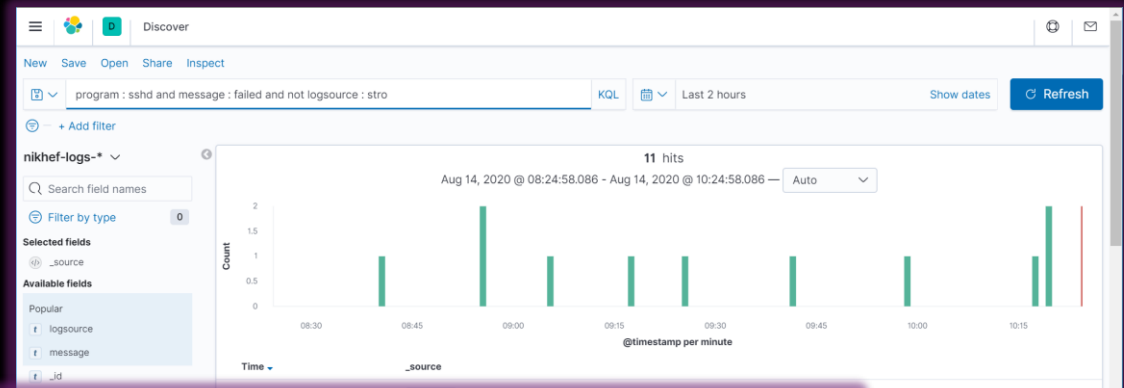 D Discover
New Save Open Share Inspect
program : sshd and message : failed and not logsource : stro KQL Last 2 hours Show dates Refresh
+ Add filter
nikhef-logs-*
Search field names
Filter by type 0
Selected fields
_source
Available fields
Popular
t logsource
t message
t _id
11 hits
Aug 14, 2020 @ 08:24:58.086 - Aug 14, 2020 @ 10:24:58.086 — Auto
Count
2
1.5
1
0.5
0
08:30 08:45 09:00 09:15 09:30 09:45 10:00 10:15
@timestamp per minute
Time _source